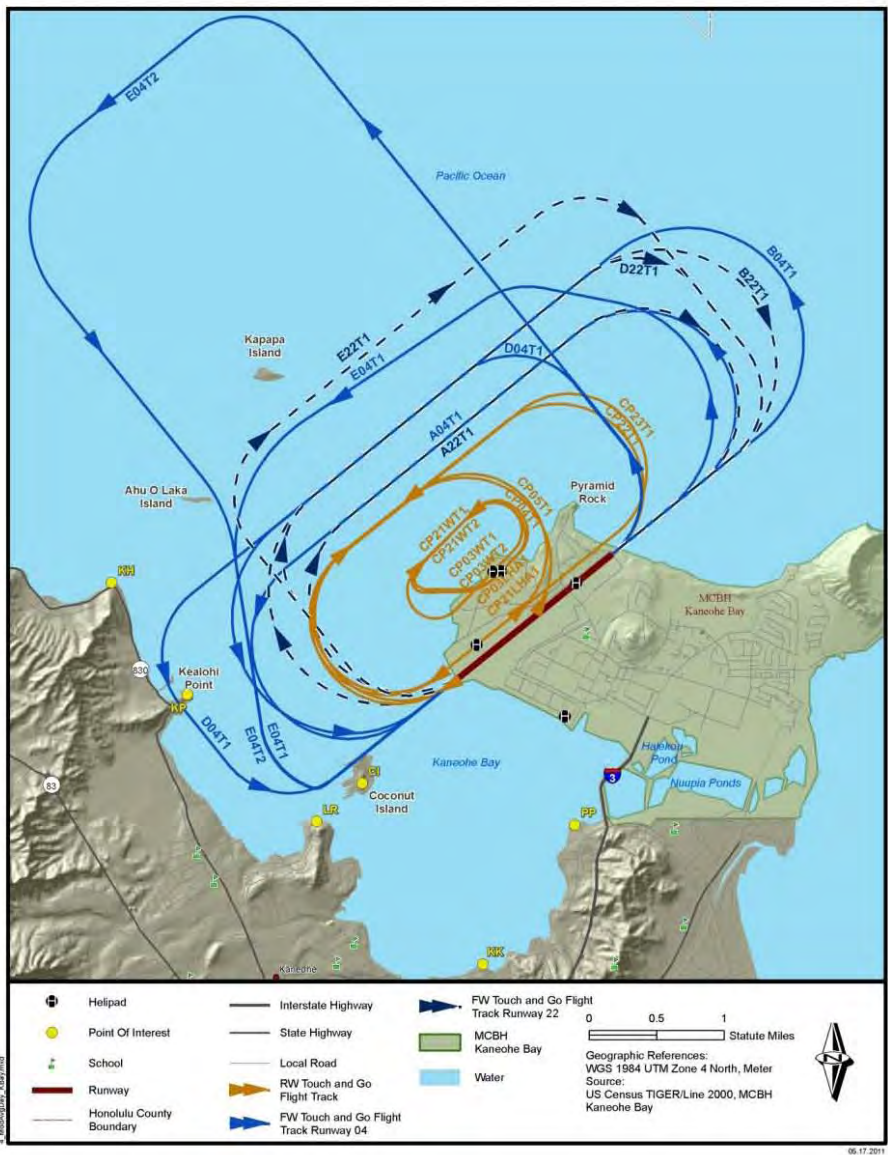 E04T2
Pacific Ocean
D22T1
B22T1
B04T1
E22T1
E04T1
Kapapa
Island
D04T1
A04T1
A22T1
CP23T1
CP22T1
Ahu O Laka
Island
Pyramid
Rock
CP05T1
CP04T1
CP21WT1
CP21WT2
CP03WT1
CP03WT2
CP21LHA1
KH
MCBH
Kaneohe Bay
830
Kealohi
Point
KP
D04T1
E04T2
E04T1
Kaneohe Bay
Halekou
Pond
Nuupia Ponds
3
83
CI
Coconut
Island
LR
PP
KK
Kaneohe
Helipad
Point Of Interest
School
Runway
Honolulu County
Boundary
Interstate Highway
State Highway
Local Road
RW Touch and Go
Flight Track
FW Touch and Go Flight
Track Runway 04
FW Touch and Go Flight
Track Runway 22
MCBH
Kaneohe Bay
Water
0 0.5 1
Statute Miles
Geographic References:
WGS 1984 UTM Zone 4 North, Meter
Source:
US Census TIGER/Line 2000, MCBH
Kaneohe Bay
N
05.17.2011